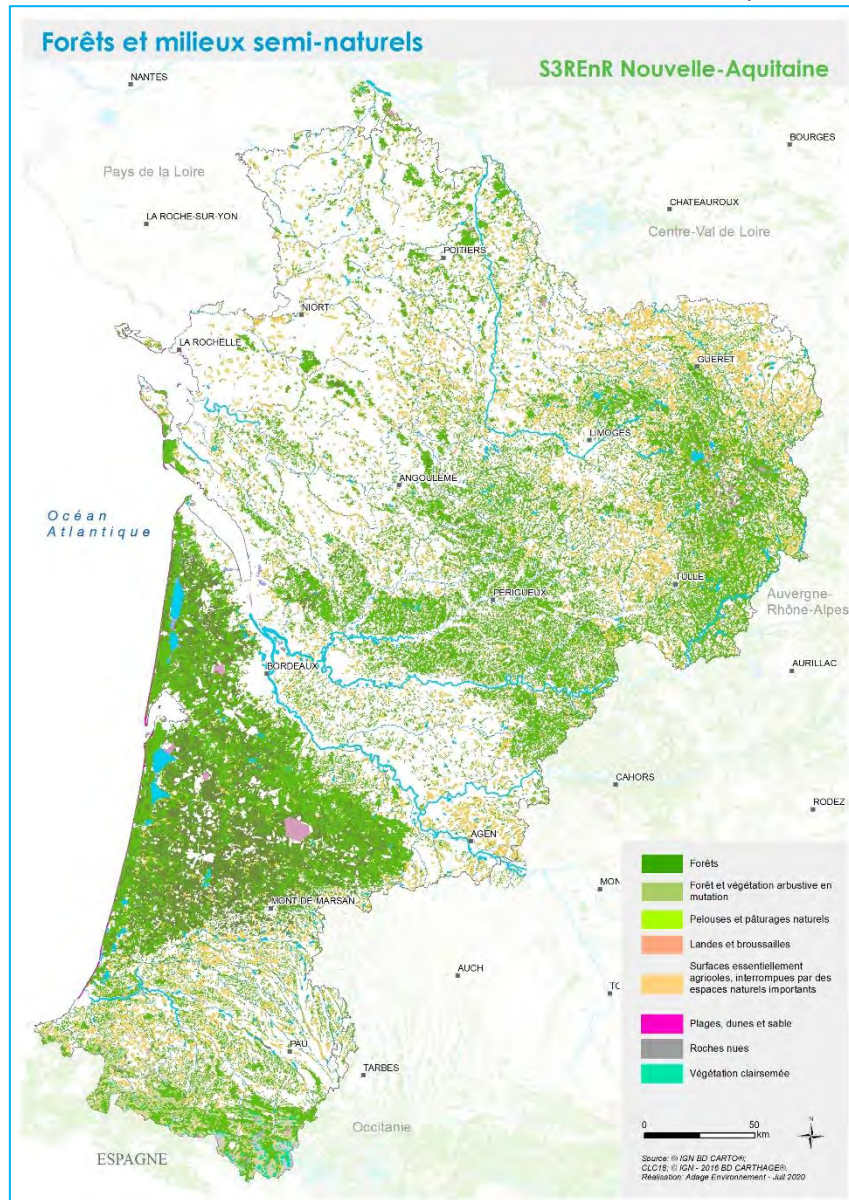 Forêts et milieux semi-naturels
S3REnR Nouvelle-Aquitaine
NANTES
BOURGES
Pays de la Loire
CHATEAUROUX
LA ROCHE-SUR-YON
Centre-Val de Loire
POITIERS
NIORT
LA ROCHELLE
GUERET
LIMOGES
ANGOULEME
Océan
Atlantique
TULLE
PERIGUEUX
Auvergne-
Rhône-Alpes
AURILLAC
BORDEAUX
CAHORS
RODEZ
AGEN
MON
MONT DE MARSAN
AUCH
TO
PAU
TARBES
Occitanie
ESPAGNE
Forêts
Forêt et végétation arbustive en
mutation
Pelouses et pâturages naturels
Landes et broussailles
Surfaces essentiellement
agricoles, interrompues par des
espaces naturels importants
Plages, dunes et sable
Roches nues
Végétation clairsemée
0 50
km
N
Source: © IGN BD CARTO®;
CLC18; © IGN - 2016 BD CARTHAGE®.
Réalisation: Adage Environnement - Juil 2020